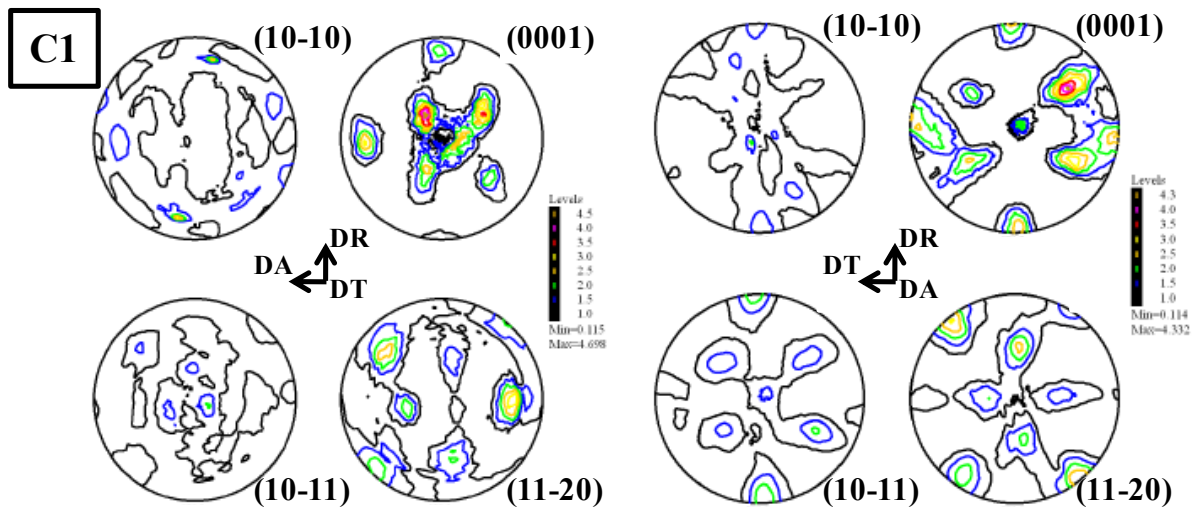 C1
(10-10)
(0001)
Levels
4.5
4.0
3.5
3.0
2.5
2.0
1.5
1.0
Min=0.115
Max=4.698
DR
DA
DT
(10-11)
(11-20)
(10-10)
(0001)
Levels
4.3
4.0
3.5
3.0
2.5
2.0
1.5
1.0
Min=0.114
Max=4.332
DR
DT
DA
(10-11)
(11-20)